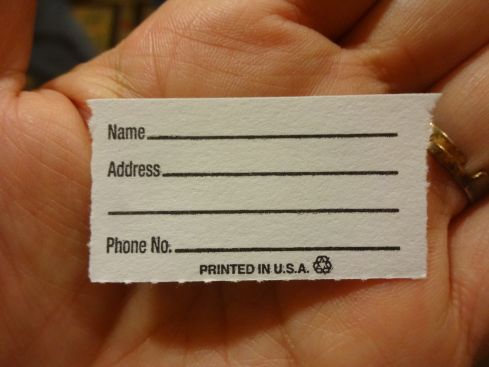 Name
Address
Phone No.
PRINTED IN U.S.A.